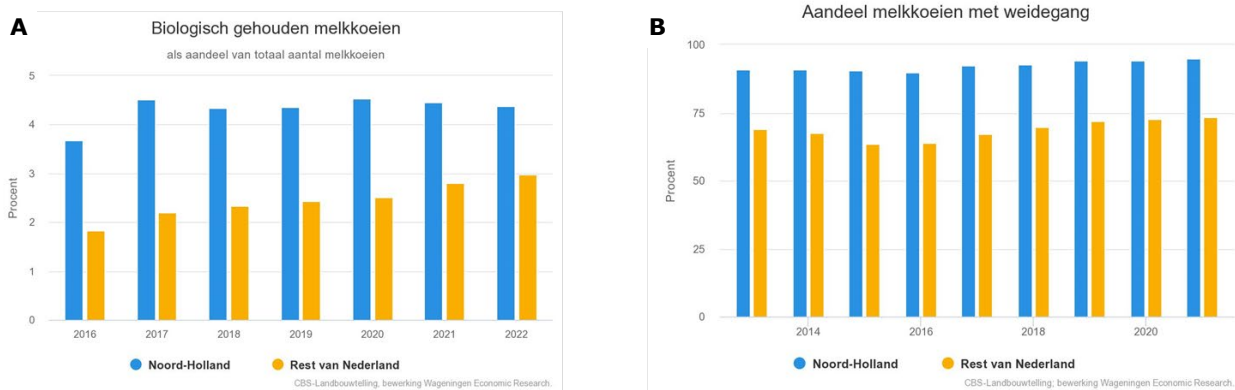 A
Biologisch gehouden melkkoeien
als aandeel van totaal aantal melkkoeien
Procent
5
4
3
2
1
0
2016 2017 2018 2019 2020 2021 2022
Noord-Holland Rest van Nederland
CBS-Landbouwtelling, bewerking Wageningen Economic Research.
B
Aandeel melkkoeien met weidegang
Procent
100
75
50
25
0
2014 2016 2018 2020
Noord-Holland Rest van Nederland
CBS-Landbouwtelling; bewerking Wageningen Economic Research.